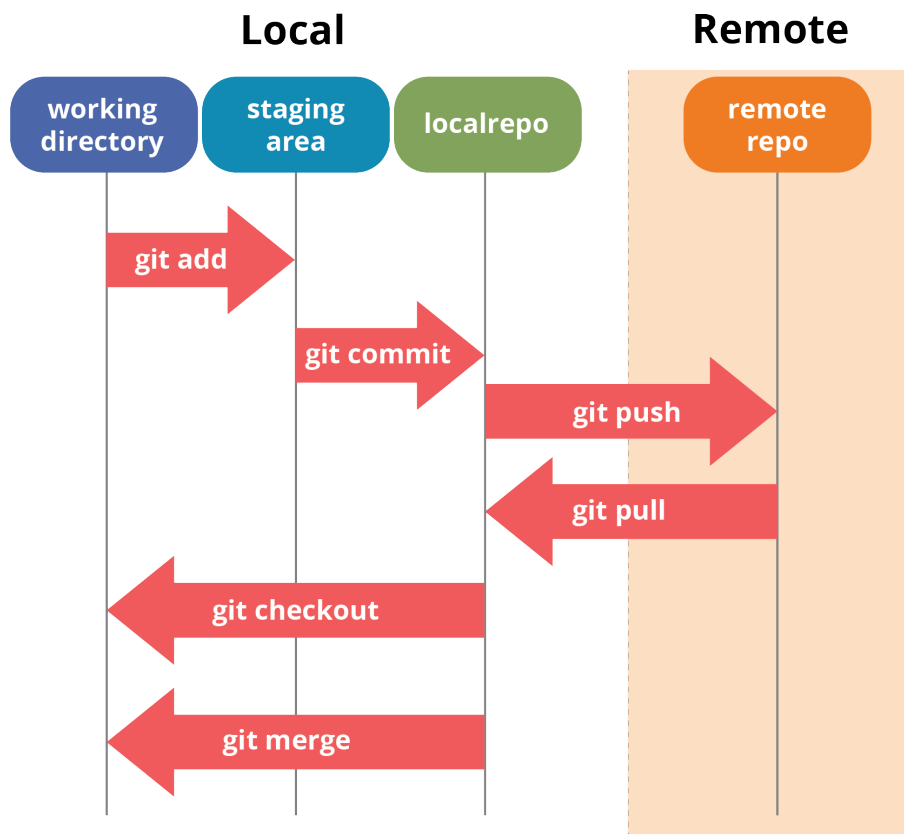 Local
Remote
working
directory
staging
area
localrepo
remote
repo
git add
git commit
git push
git pull
git checkout
git merge